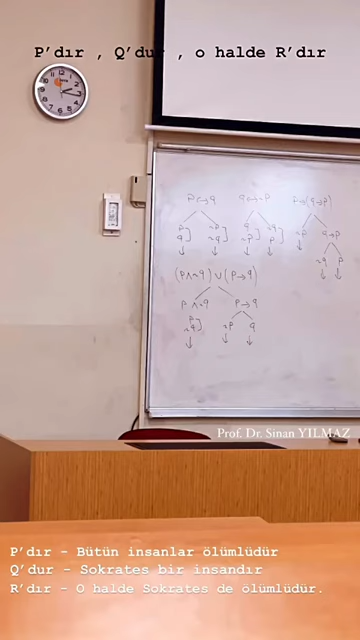 P’dır , Q’dur , o halde R’dır
P↔q
q↔~P
P→(q→P)
P
q
~P
~q
q
~P
~q
P
~P
q→P
~q
P
(P∧~q)∨(P→q)
P∧~q
P→q
P
~q
~P
q
Prof. Dr. Sinan YILMAZ
P’dır - Bütün insanlar ölümlüdür
Q’dur - Sokrates bir insandır
R’dır - O halde Sokrates de ölümlüdür.